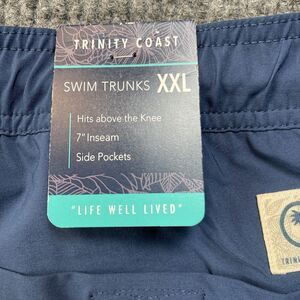 TRINITY COAST
SWIM TRUNKS XXL
Hits above the Knee
7" Inseam
Side Pockets
"LIFE WELL LIVED"